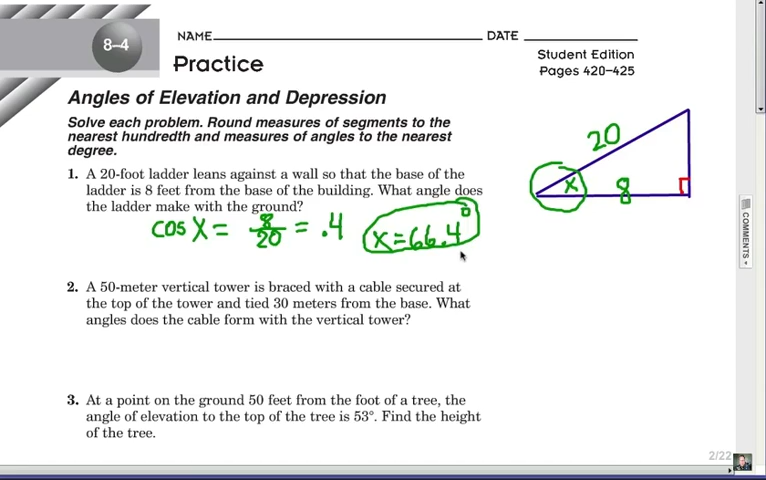 8–4
NAME
DATE
Practice
Student Edition
Pages 420–425
Angles of Elevation and Depression
Solve each problem. Round measures of segments to the
nearest hundredth and measures of angles to the nearest
degree.
1. A 20-foot ladder leans against a wall so that the base of the
ladder is 8 feet from the base of the building. What angle does
the ladder make with the ground?
20
x
8
cos x = 8/20 = .4 x = 66.4°
2. A 50-meter vertical tower is braced with a cable secured at
the top of the tower and tied 30 meters from the base. What
angles does the cable form with the vertical tower?
3. At a point on the ground 50 feet from the foot of a tree, the
angle of elevation to the top of the tree is 53°. Find the height
of the tree.
COMMENTS
2/22